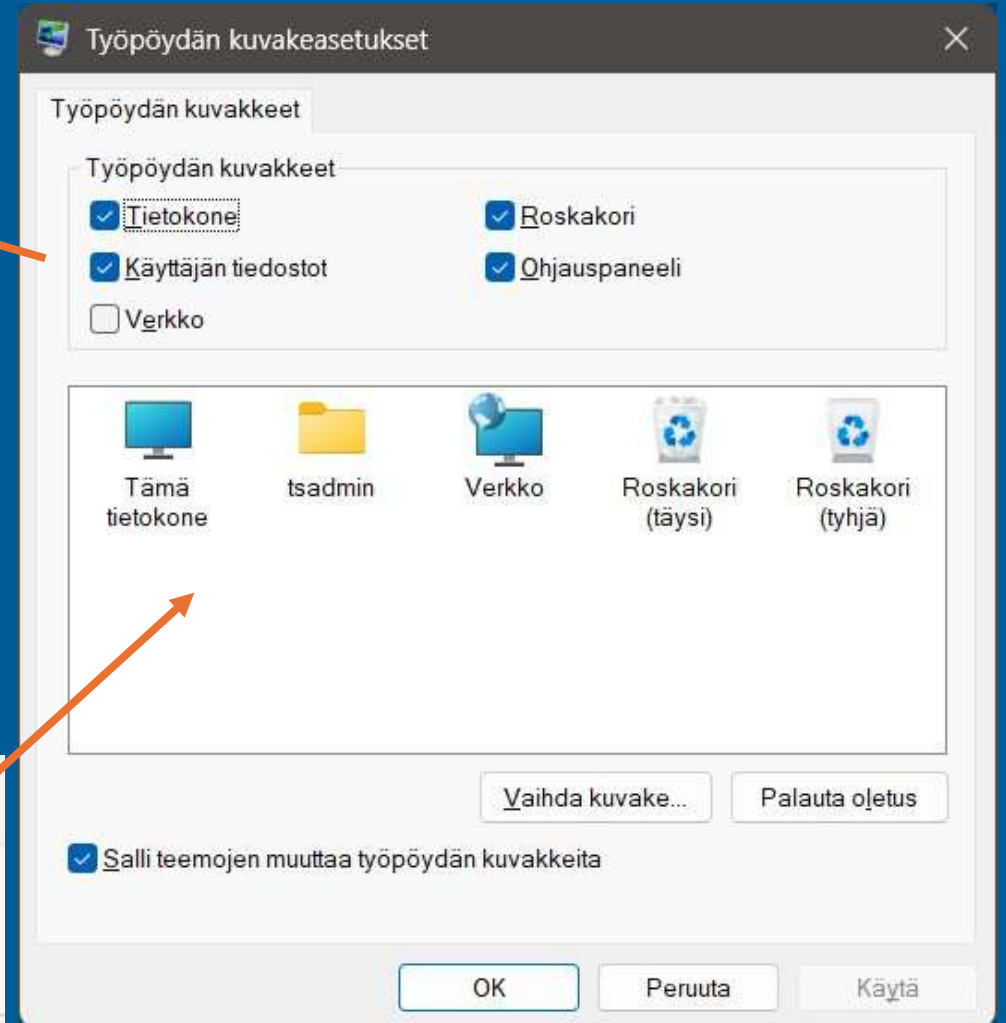 Työpöydän kuvakeasetukset
Työpöydän kuvakkeet
Työpöydän kuvakkeet
Tietokone
Roskakori
Käyttäjän tiedostot
Ohjauspaneeli
Verkko
Tämä tietokone
tsadmin
Verkko
Roskakori (täysi)
Roskakori (tyhjä)
Vaihda kuvake...
Palauta oletus
Salli teemojen muuttaa työpöydän kuvakkeita
OK
Peruuta
Käytä